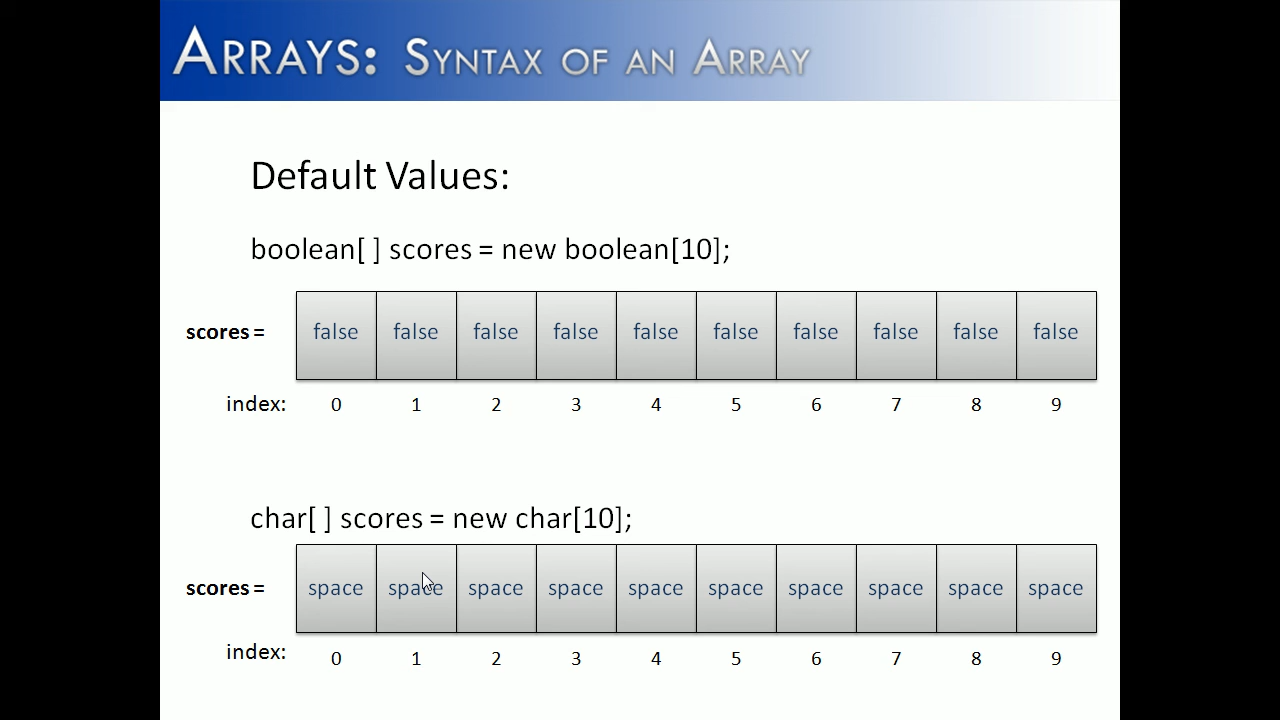 ARRAYS: SYNTAX OF AN ARRAY
Default Values:
boolean[ ] scores = new boolean[10];
scores = false false false false false false false false false false
index: 0 1 2 3 4 5 6 7 8 9
char[ ] scores = new char[10];
scores = space space space space space space space space space space
index: 0 1 2 3 4 5 6 7 8 9